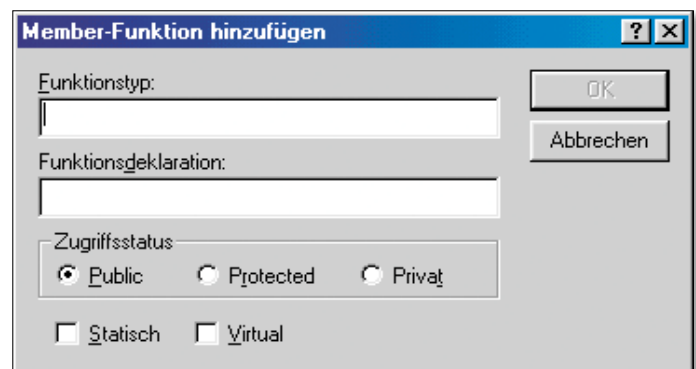 Member-Funktion hinzufügen
Funktionstyp:
OK
Abbrechen
Funktionsdeklaration:
Zugriffsstatus
Public Protected Privat
Statisch Virtual